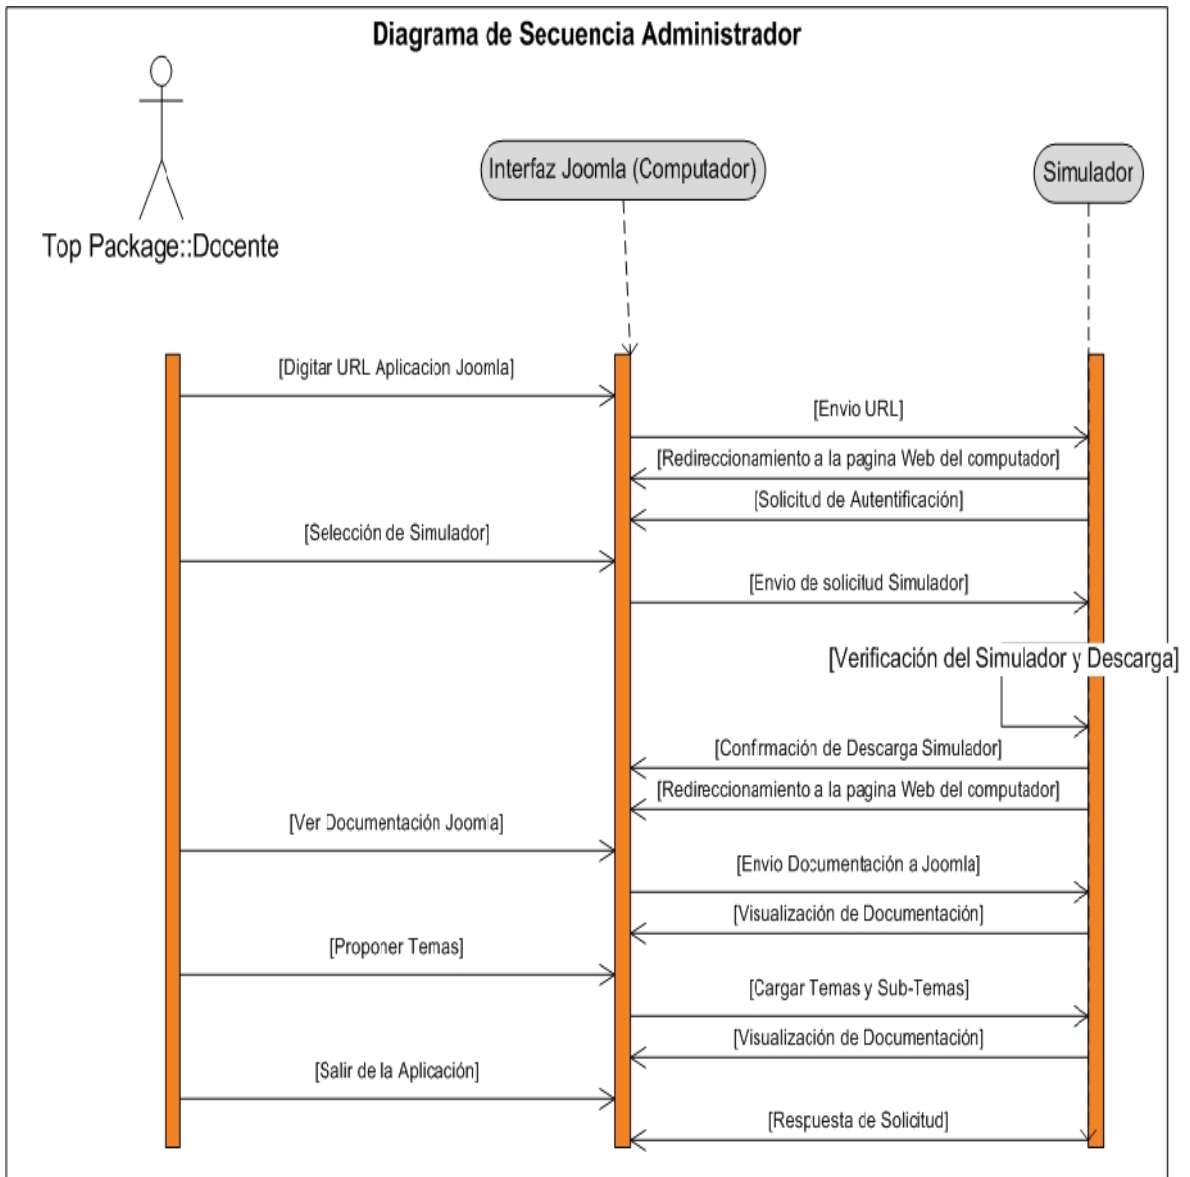 Diagrama de Secuencia Administrador
Interfaz Joomla (Computador)
Simulador
Top Package::Docente
[Digitar URL Aplicacion Joomla]
[Envio URL]
[Redireccionamiento a la pagina Web del computador]
[Solicitud de Autentificación]
[Selección de Simulador]
[Envio de solicitud Simulador]
[Verificación del Simulador y Descarga]
[Confirmación de Descarga Simulador]
[Redireccionamiento a la pagina Web del computador]
[Ver Documentación Joomla]
[Envio Documentación a Joomla]
[Visualización de Documentación]
[Proponer Temas]
[Cargar Temas y Sub-Temas]
[Visualización de Documentación]
[Salir de la Aplicación]
[Respuesta de Solicitud]